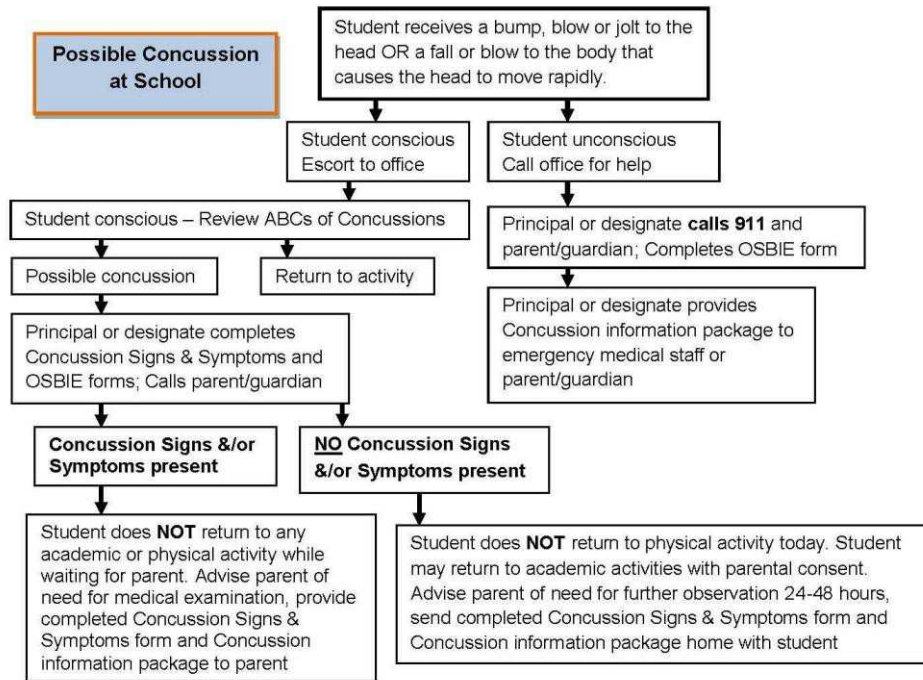 Possible Concussion
at School
Student receives a bump, blow or jolt to the
head OR a fall or blow to the body that
causes the head to move rapidly.
Student conscious
Escort to office
Student unconscious
Call office for help
Student conscious – Review ABCs of Concussions
Principal or designate calls 911 and
parent/guardian; Completes OSBIE form
Possible concussion
Return to activity
Principal or designate provides
Concussion information package to
emergency medical staff or
parent/guardian
Principal or designate completes
Concussion Signs & Symptoms and
OSBIE forms; Calls parent/guardian
Concussion Signs &/or
Symptoms present
NO Concussion Signs
&/or Symptoms present
Student does NOT return to any
academic or physical activity while
waiting for parent. Advise parent of
need for medical examination, provide
completed Concussion Signs &
Symptoms form and Concussion
information package to parent
Student does NOT return to physical activity today. Student
may return to academic activities with parental consent.
Advise parent of need for further observation 24-48 hours,
send completed Concussion Signs & Symptoms form and
Concussion information package home with student